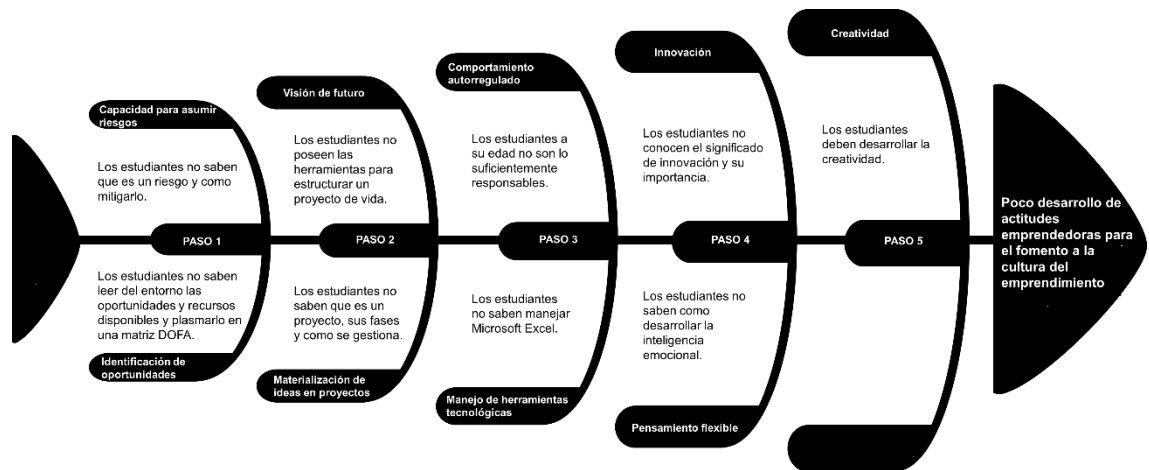 Capacidad para asumir
riesgos
Los estudiantes no saben
que es un riesgo y como
mitigarlo.
Visión de futuro
Los estudiantes no
poseen las
herramientas para
estructurar un
proyecto de vida.
Comportamiento
autorregulado
Los estudiantes a
su edad no son lo
suficientemente
responsables.
Innovación
Los estudiantes no
conocen el significado
de innovación y su
importancia.
Creatividad
Los estudiantes
deben desarrollar la
creatividad.
PASO 1
PASO 2
PASO 3
PASO 4
PASO 5
Poco desarrollo de
actitudes
emprendedoras para
el fomento a la
cultura del
emprendimiento
Los estudiantes no saben
leer del entorno las
oportunidades y recursos
disponibles y plasmarlo en
una matriz DOFA.
Identificación de
oportunidades
Los estudiantes no
saben que es un
proyecto, sus fases
y como se gestiona.
Materialización de
ideas en proyectos
Los estudiantes
no saben manejar
Microsoft Excel.
Manejo de herramientas
tecnológicas
Los estudiantes no
saben como
desarrollar la
inteligencia
emocional.
Pensamiento flexible